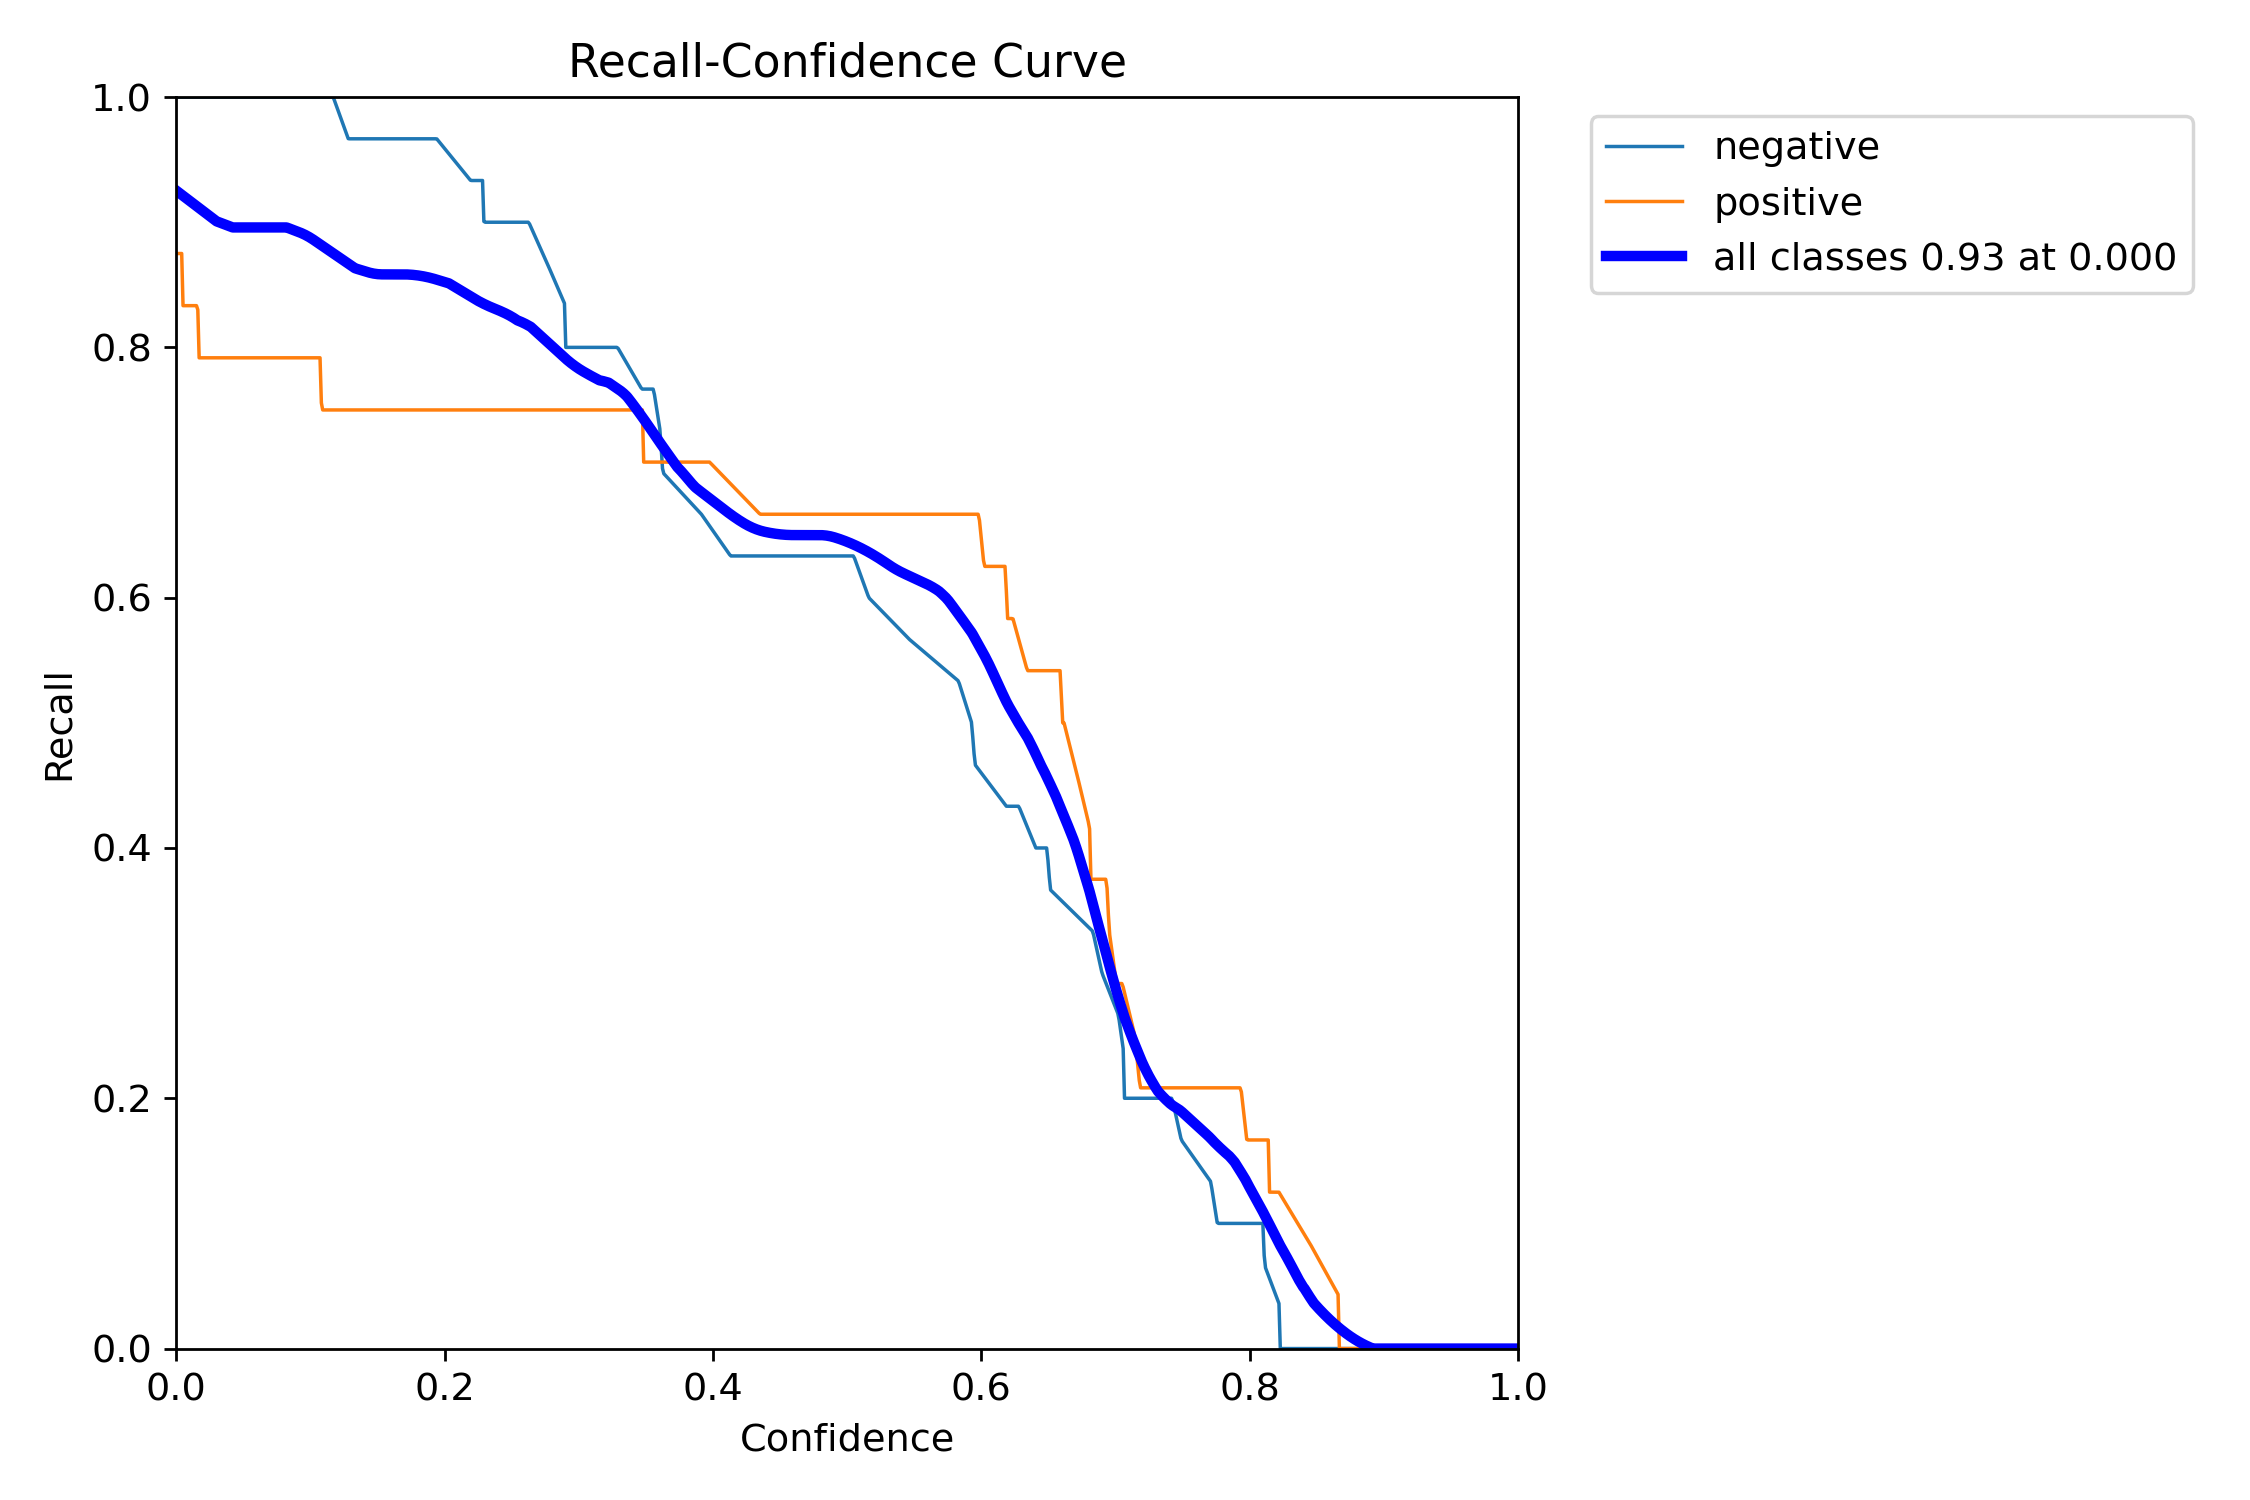 Recall-Confidence Curve
1.0
0.8
0.6
0.4
0.2
0.0
Recall
0.0 0.2 0.4 0.6 0.8 1.0
Confidence
negative
positive
all classes 0.93 at 0.000